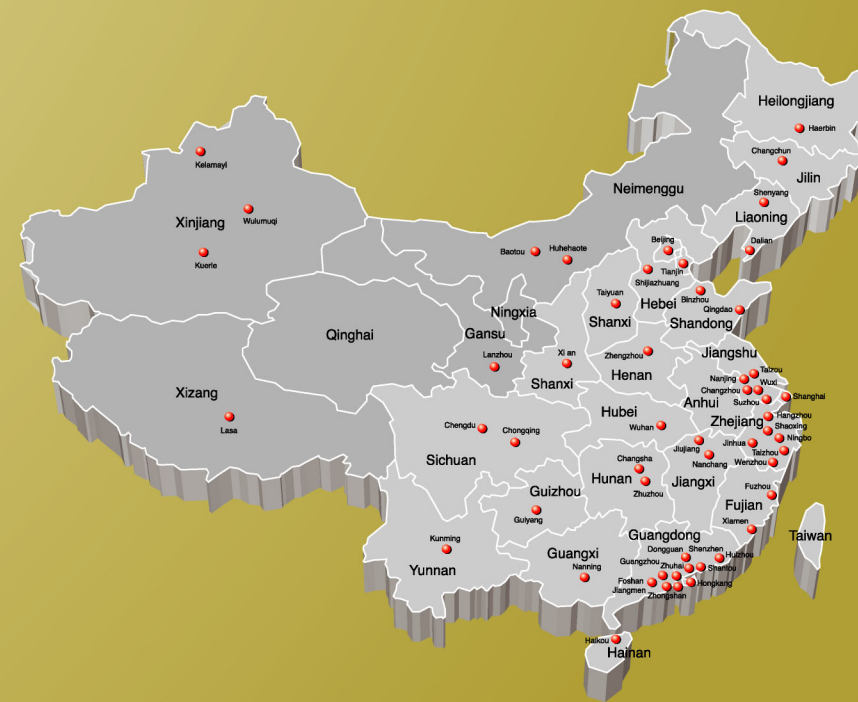 Heilongjiang
Haerbin
Changchun
Jilin
Kelamayl
Neimenggu
Shenyang
Liaoning
Xinjiang
Wulumuqi
Kuerle
Baotou
Huhehaote
Beijing
Dalian
Tianjin
Shijiazhuang
Taiyuan
Hebei
Binzhou
Qingdao
Ningxia
Shanxi
Shandong
Qinghai
Gansu
Lanzhou
Xi an
Zhengzhou
Jiangshu
Shanxi
Henan
Taizou
Nanjing
Wuxi
Changzhou
Suzhou
Shanghai
Xizang
Lasa
Anhui
Hubei
Wuhan
Zhejiang
Hangzhou
Shaoxing
Ningbo
Chengdu
Chongqing
Jinhua
Taizhou
Jiujiang
Wenzhou
Nanchang
Sichuan
Changsha
Hunan
Zhuzhou
Jiangxi
Guizhou
Guiyang
Fuzhou
Fujian
Xiamen
Kunming
Yunnan
Guangdong
Taiwan
Guangxi
Nanning
Dongguan
Shenzhen
Huizhou
Guangzhou
Zhuhai
Shantou
Foshan
Hongkang
Jiangmen
Zhongshan
Haikou
Hainan